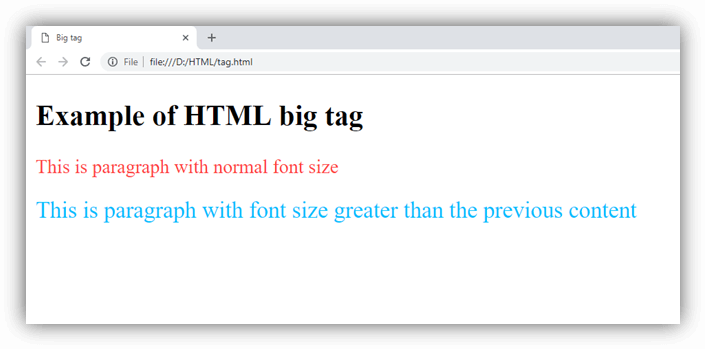 Big tag
File file:///D:/HTML/tag.html
Example of HTML big tag
This is paragraph with normal font size
This is paragraph with font size greater than the previous content